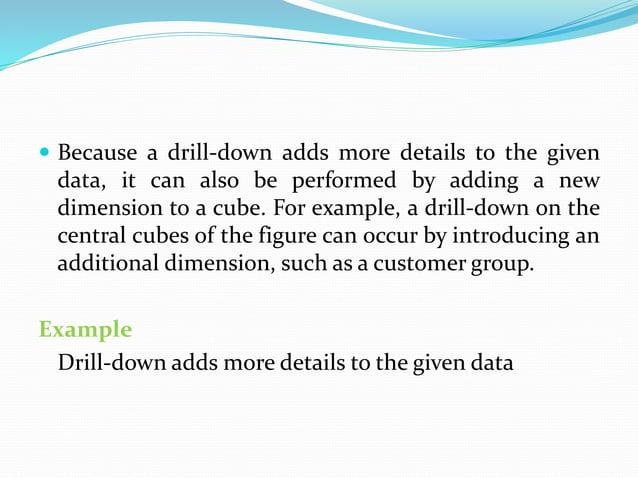 Because a drill-down adds more details to the given
data, it can also be performed by adding a new
dimension to a cube. For example, a drill-down on the
central cubes of the figure can occur by introducing an
additional dimension, such as a customer group.
Example
Drill-down adds more details to the given data